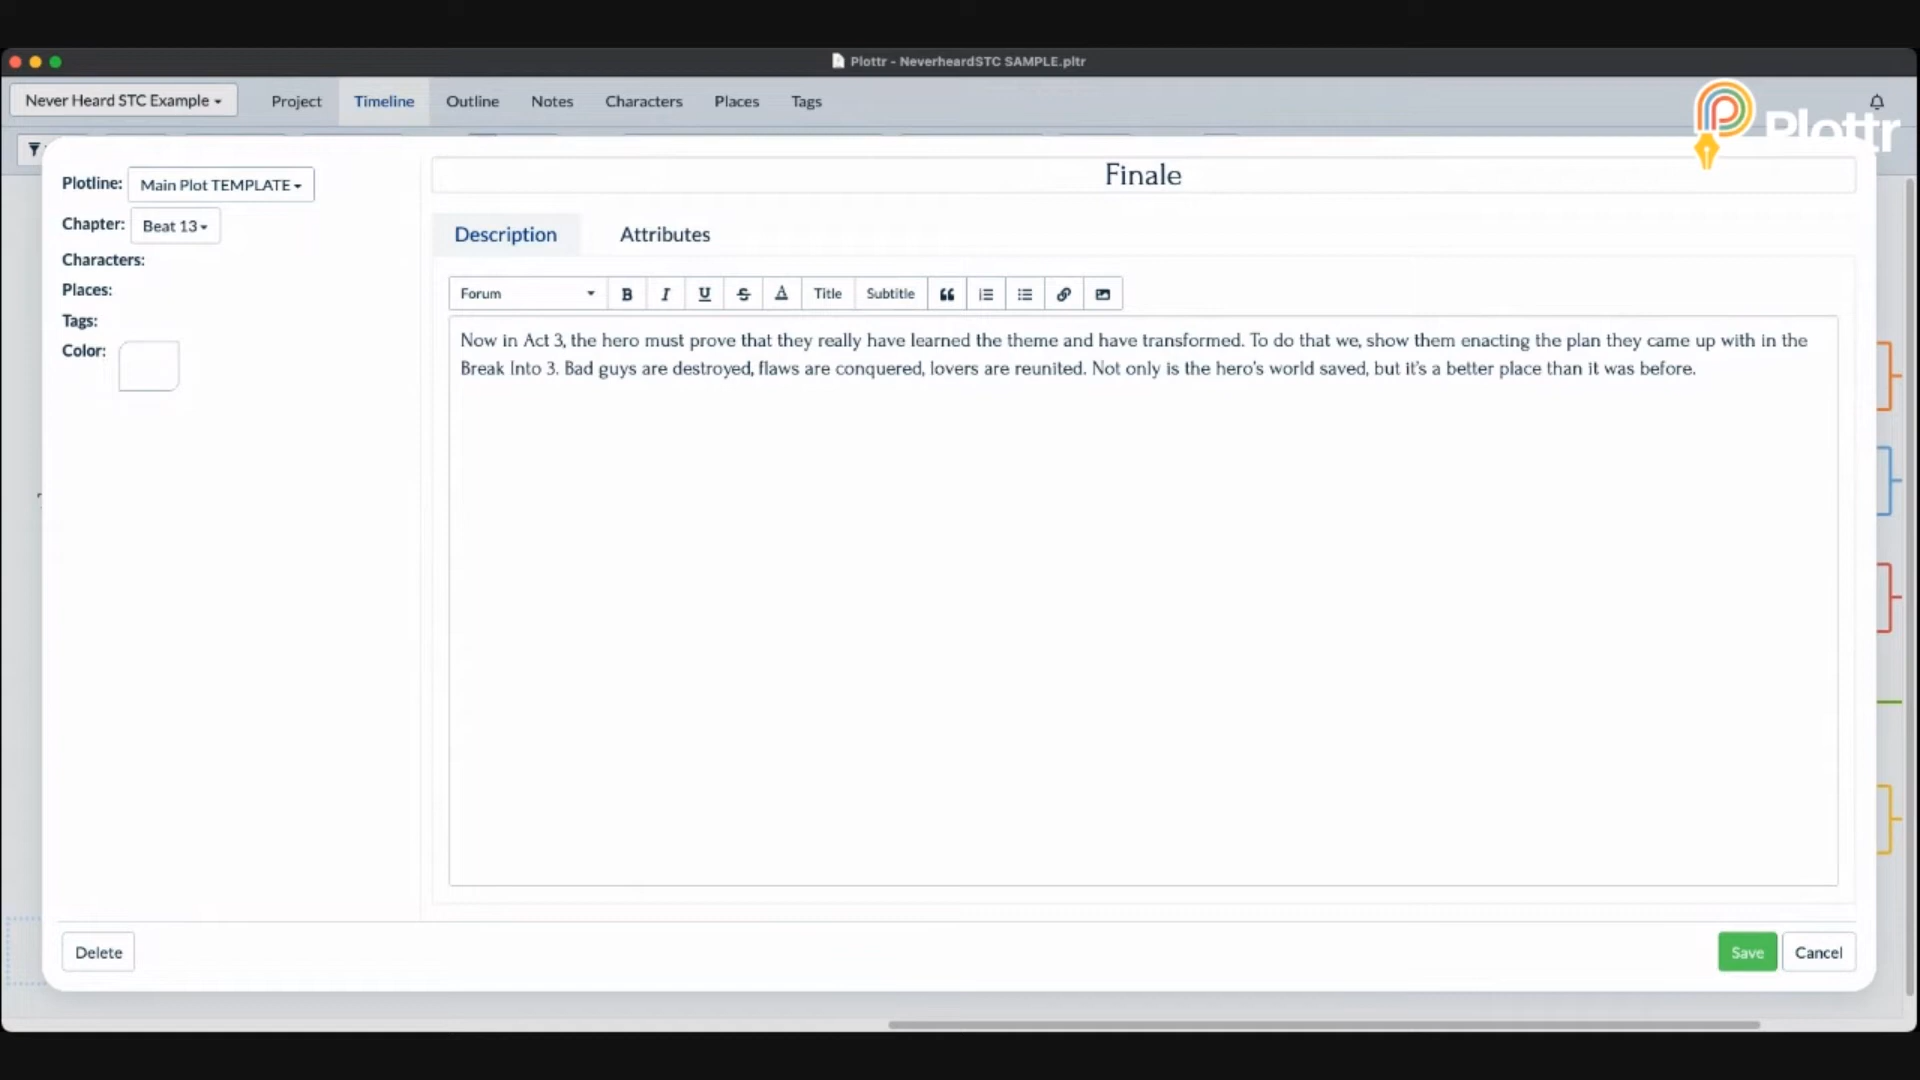 Plottr - NeverheardSTC SAMPLE.pltr
Never Heard STC Example
Project
Timeline
Outline
Notes
Characters
Places
Tags
Plottr
Plotline:
Main Plot TEMPLATE
Chapter:
Beat 13
Characters:
Places:
Tags:
Color:
Finale
Description
Attributes
Forum
B
I
U
S
A
Title
Subtitle
Now in Act 3, the hero must prove that they really have learned the theme and have transformed. To do that we, show them enacting the plan they came up with in the
Break Into 3. Bad guys are destroyed, flaws are conquered, lovers are reunited. Not only is the hero's world saved, but it's a better place than it was before.
Delete
Save
Cancel